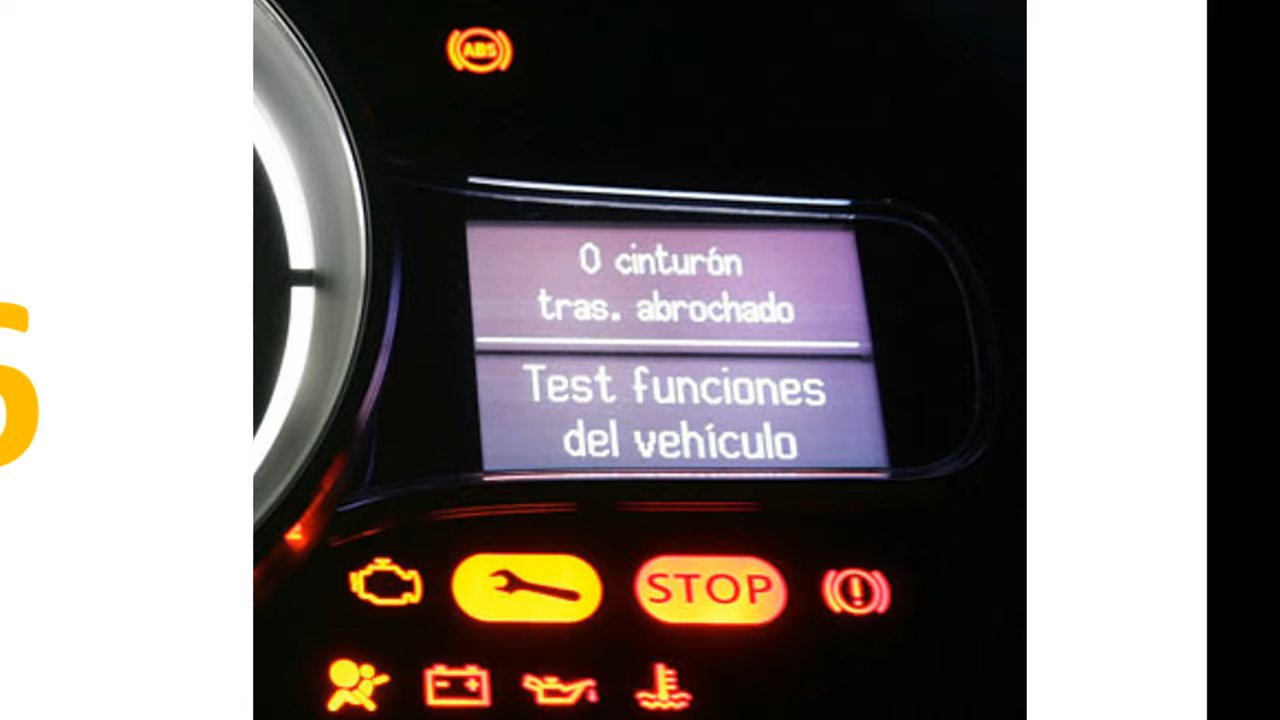 ABS
0 cinturón
tras. abrochado
Test funciones
del vehículo
STOP